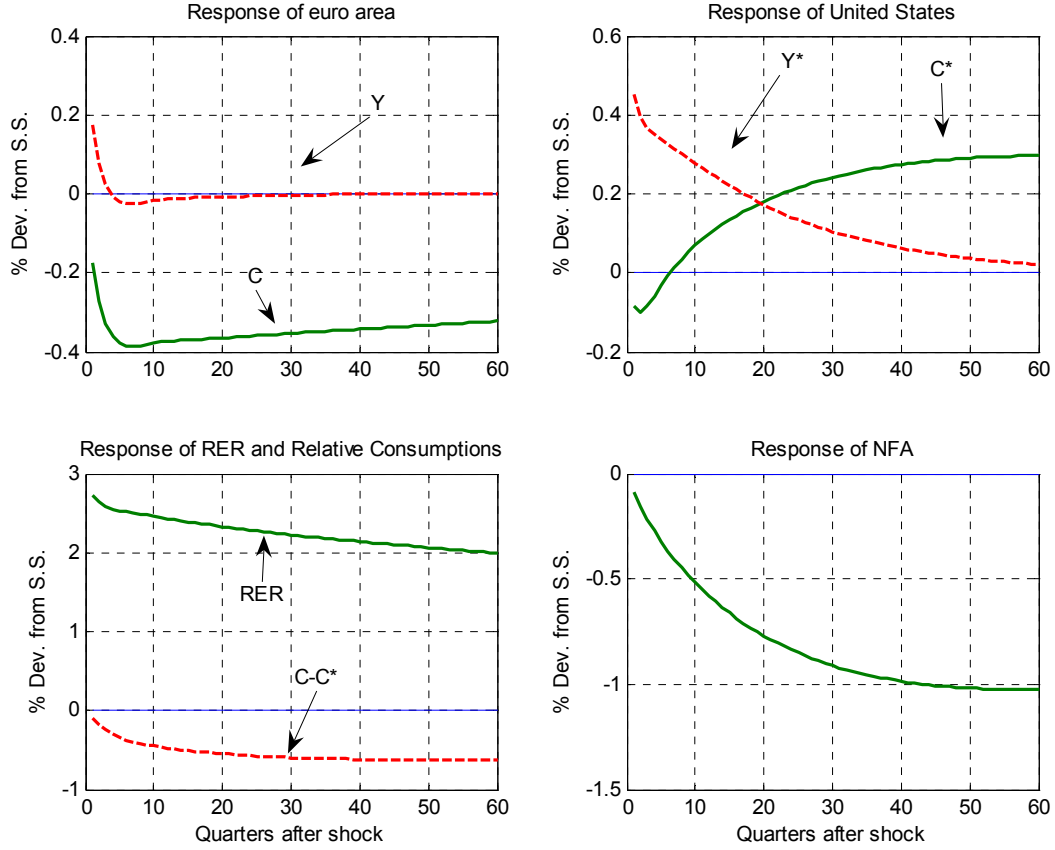 Response of euro area
% Dev. from S.S.
0.4
0.2
0
-0.2
-0.4
Y
C
0 10 20 30 40 50 60
Response of United States
% Dev. from S.S.
0.6
0.4
0.2
0
-0.2
Y*
C*
0 10 20 30 40 50 60
Response of RER and Relative Consumptions
% Dev. from S.S.
3
2
1
0
-1
RER
C-C*
0 10 20 30 40 50 60
Quarters after shock
Response of NFA
% Dev. from S.S.
0
-0.5
-1
-1.5
0 10 20 30 40 50 60
Quarters after shock